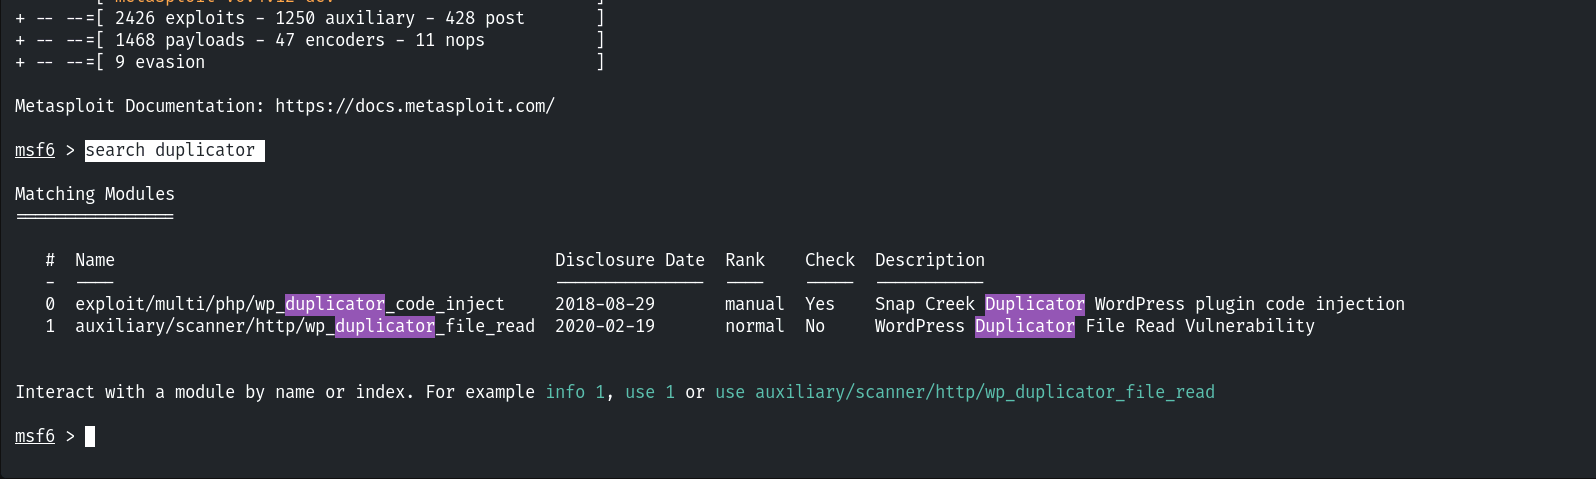 + -- --=[ 2426 exploits - 1250 auxiliary - 428 post       ]
+ -- --=[ 1468 payloads - 47 encoders - 11 nops           ]
+ -- --=[ 9 evasion                                       ]
Metasploit Documentation: https://docs.metasploit.com/
msf6 > search duplicator
Matching Modules
================
#  Name                                            Disclosure Date  Rank    Check  Description
-  ----                                            ---------------  ----    -----  -----------
0  exploit/multi/php/wp_duplicator_code_inject     2018-08-29       manual  Yes    Snap Creek Duplicator WordPress plugin code injection
1  auxiliary/scanner/http/wp_duplicator_file_read  2020-02-19       normal  No     WordPress Duplicator File Read Vulnerability
Interact with a module by name or index. For example info 1, use 1 or use auxiliary/scanner/http/wp_duplicator_file_read
msf6 >